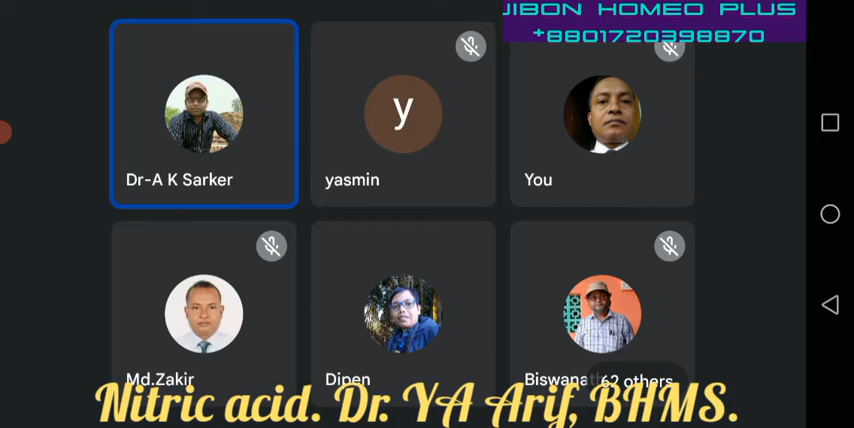 JIBON HOMEO PLUS
+8801720398870
y
Dr-A K Sarker
yasmin
You
Md.Zakir
Dipen
Biswanath
62 others
Nitric acid. Dr. YA Arif, BHMS.